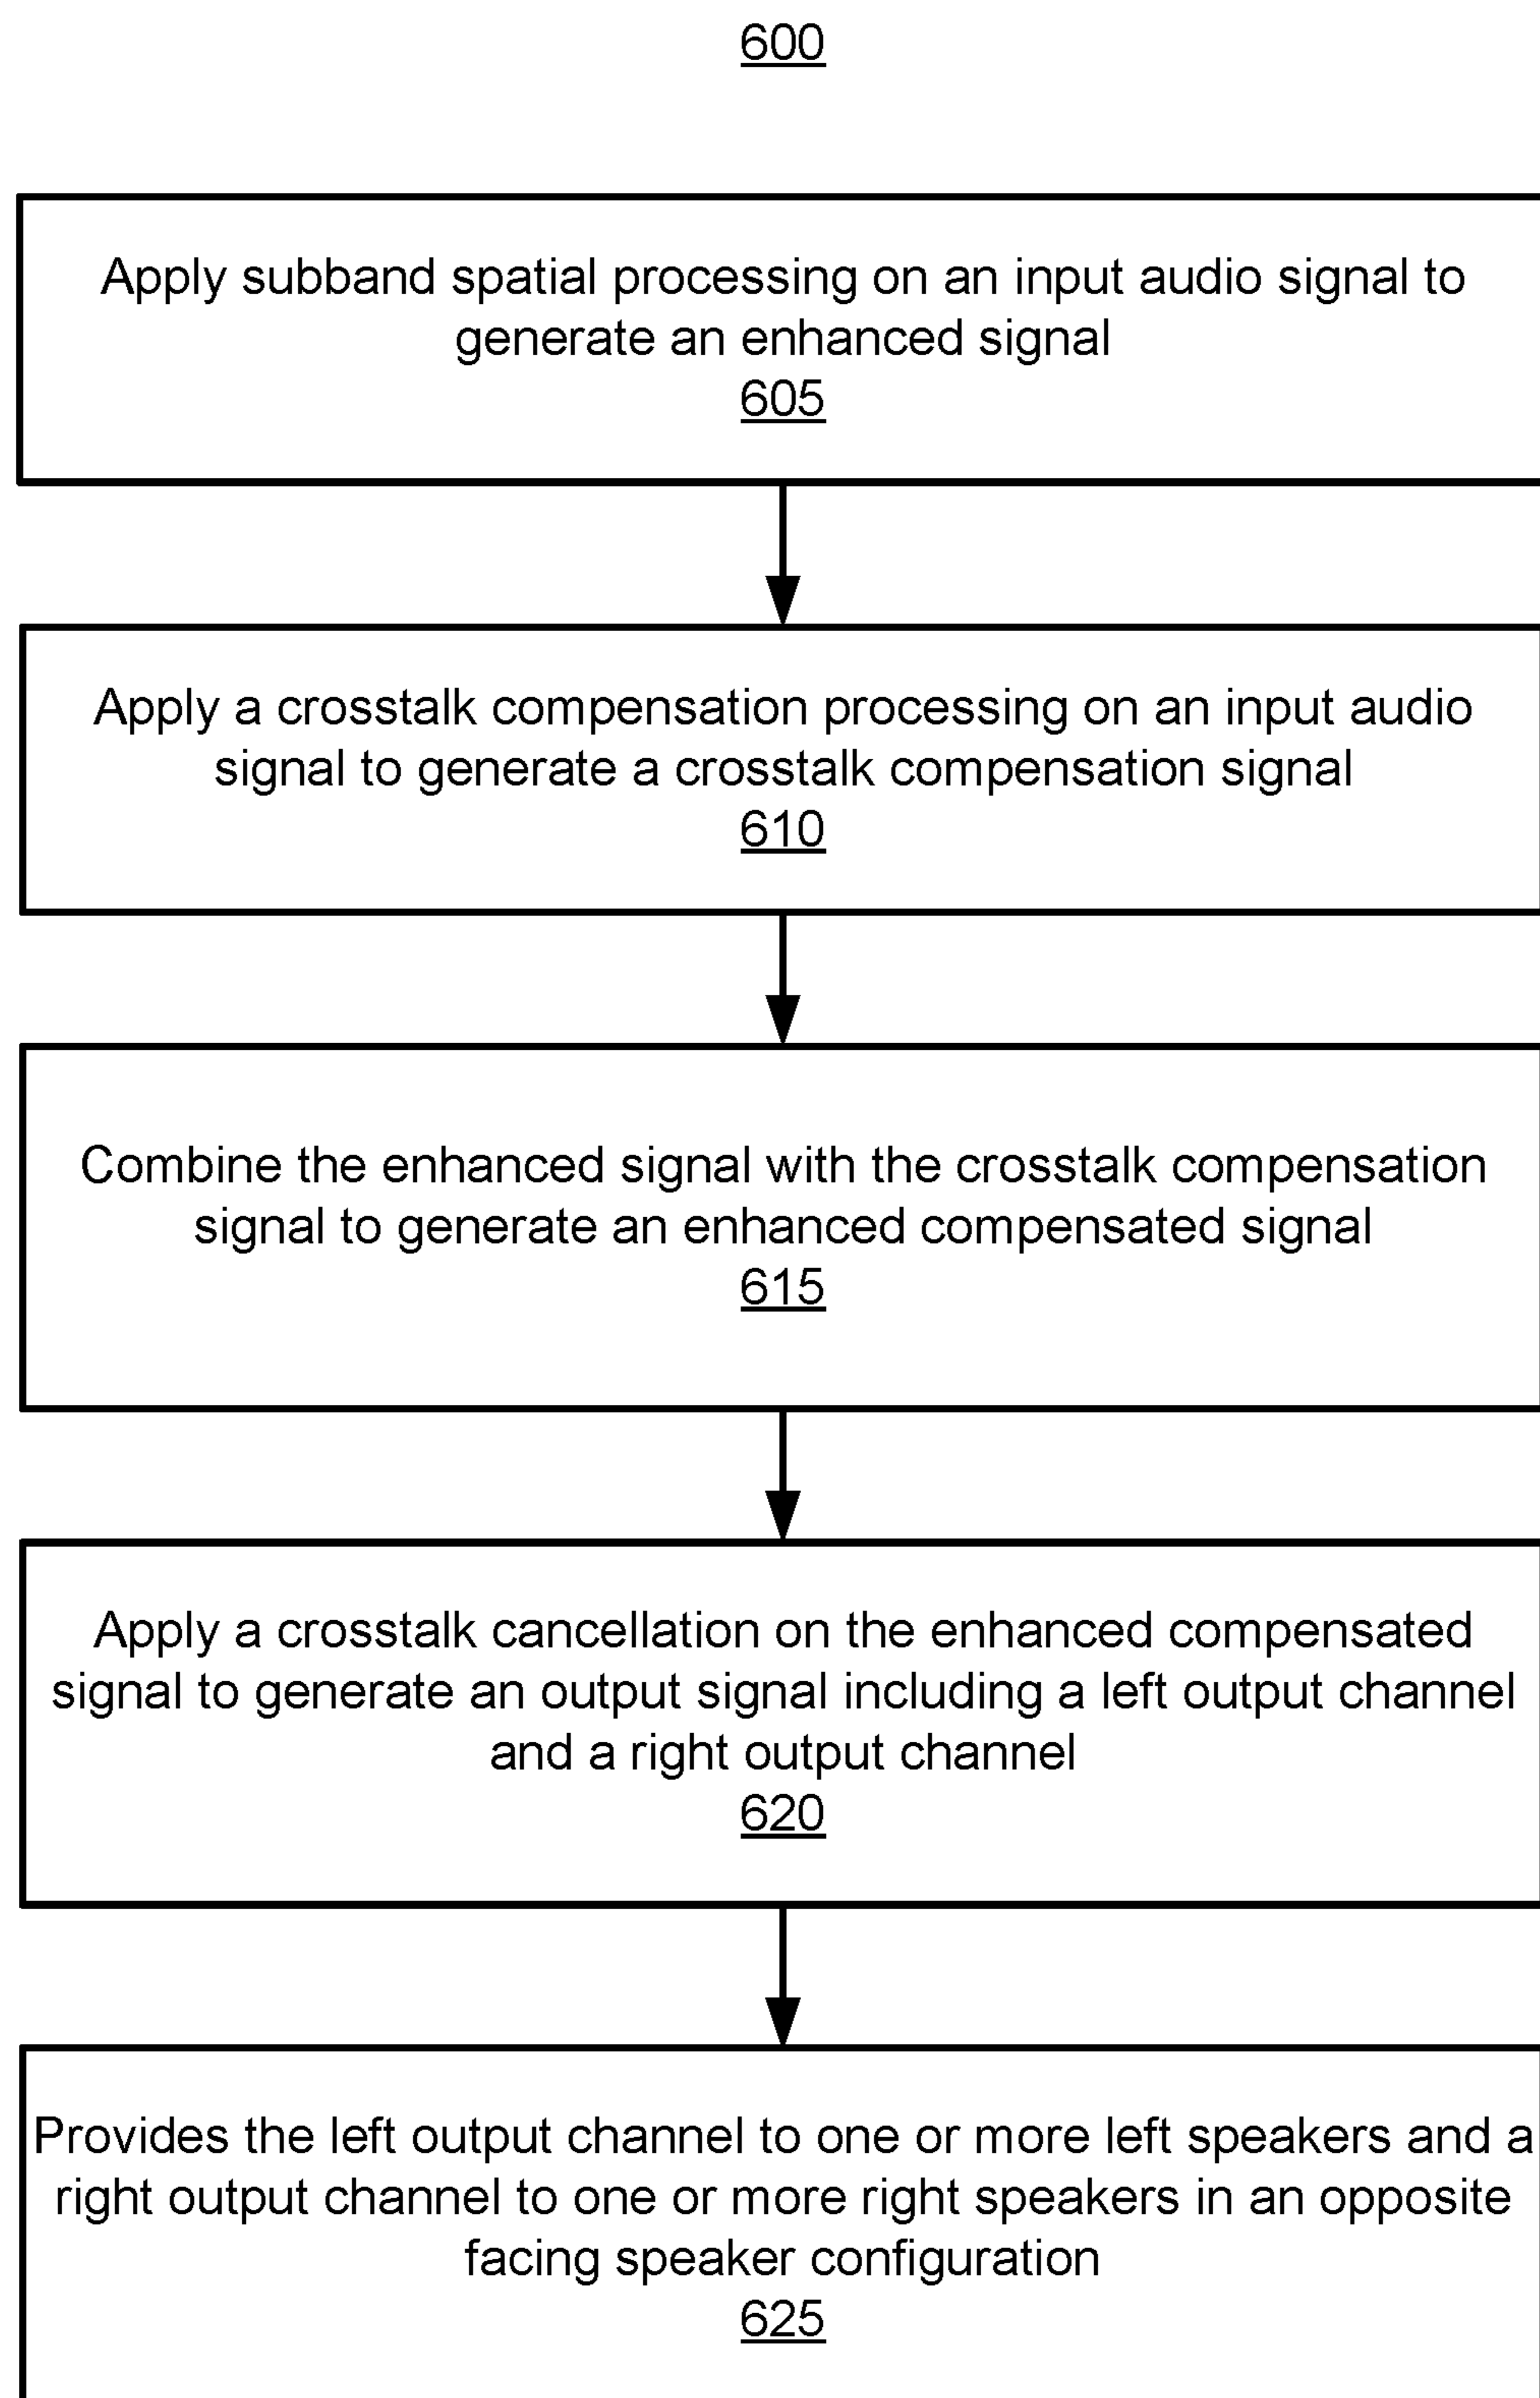 600
Apply subband spatial processing on an input audio signal to
generate an enhanced signal
605
Apply a crosstalk compensation processing on an input audio
signal to generate a crosstalk compensation signal
610
Combine the enhanced signal with the crosstalk compensation
signal to generate an enhanced compensated signal
615
Apply a crosstalk cancellation on the enhanced compensated
signal to generate an output signal including a left output channel
and a right output channel
620
Provides the left output channel to one or more left speakers and a
right output channel to one or more right speakers in an opposite
facing speaker configuration
625